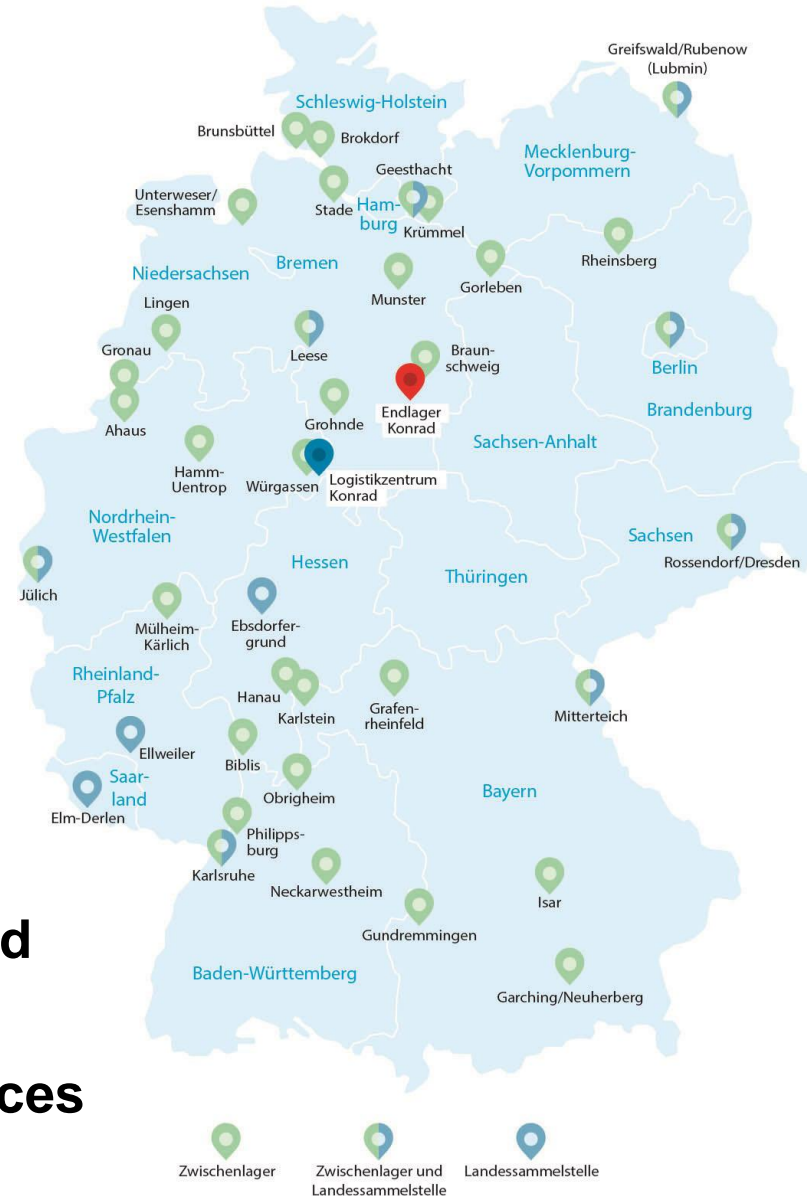 Greifswald/Rubenow
(Lubmin)
Schleswig-Holstein
Brunsbüttel
Brokdorf
Mecklenburg-
Vorpommern
Geesthacht
Unterweser/
Esenshamm
Stade
Ham-
burg
Krümmel
Rheinsberg
Bremen
Niedersachsen
Munster
Gorleben
Lingen
Gronau
Leese
Braun-
schweig
Berlin
Endlager
Konrad
Brandenburg
Ahaus
Grohnde
Sachsen-Anhalt
Hamm-
Uentrop
Würgassen
Logistikzentrum
Konrad
Nordrhein-
Westfalen
Sachsen
Rossendorf/Dresden
Hessen
Thüringen
Jülich
Mülheim-
Kärlich
Ebsdorfer-
grund
Rheinland-
Pfalz
Hanau
Karlstein
Grafen-
rheinfeld
Mitterteich
Ellweiler
Biblis
Saar-
land
Obrigheim
Bayern
Elm-Derlen
Philipps-
burg
Karlsruhe
Neckarwestheim
Isar
Gundremmingen
d
Baden-Württemberg
Garching/Neuherberg
ces
Zwischenlager
Zwischenlager und
Landessammelstelle
Landessammelstelle